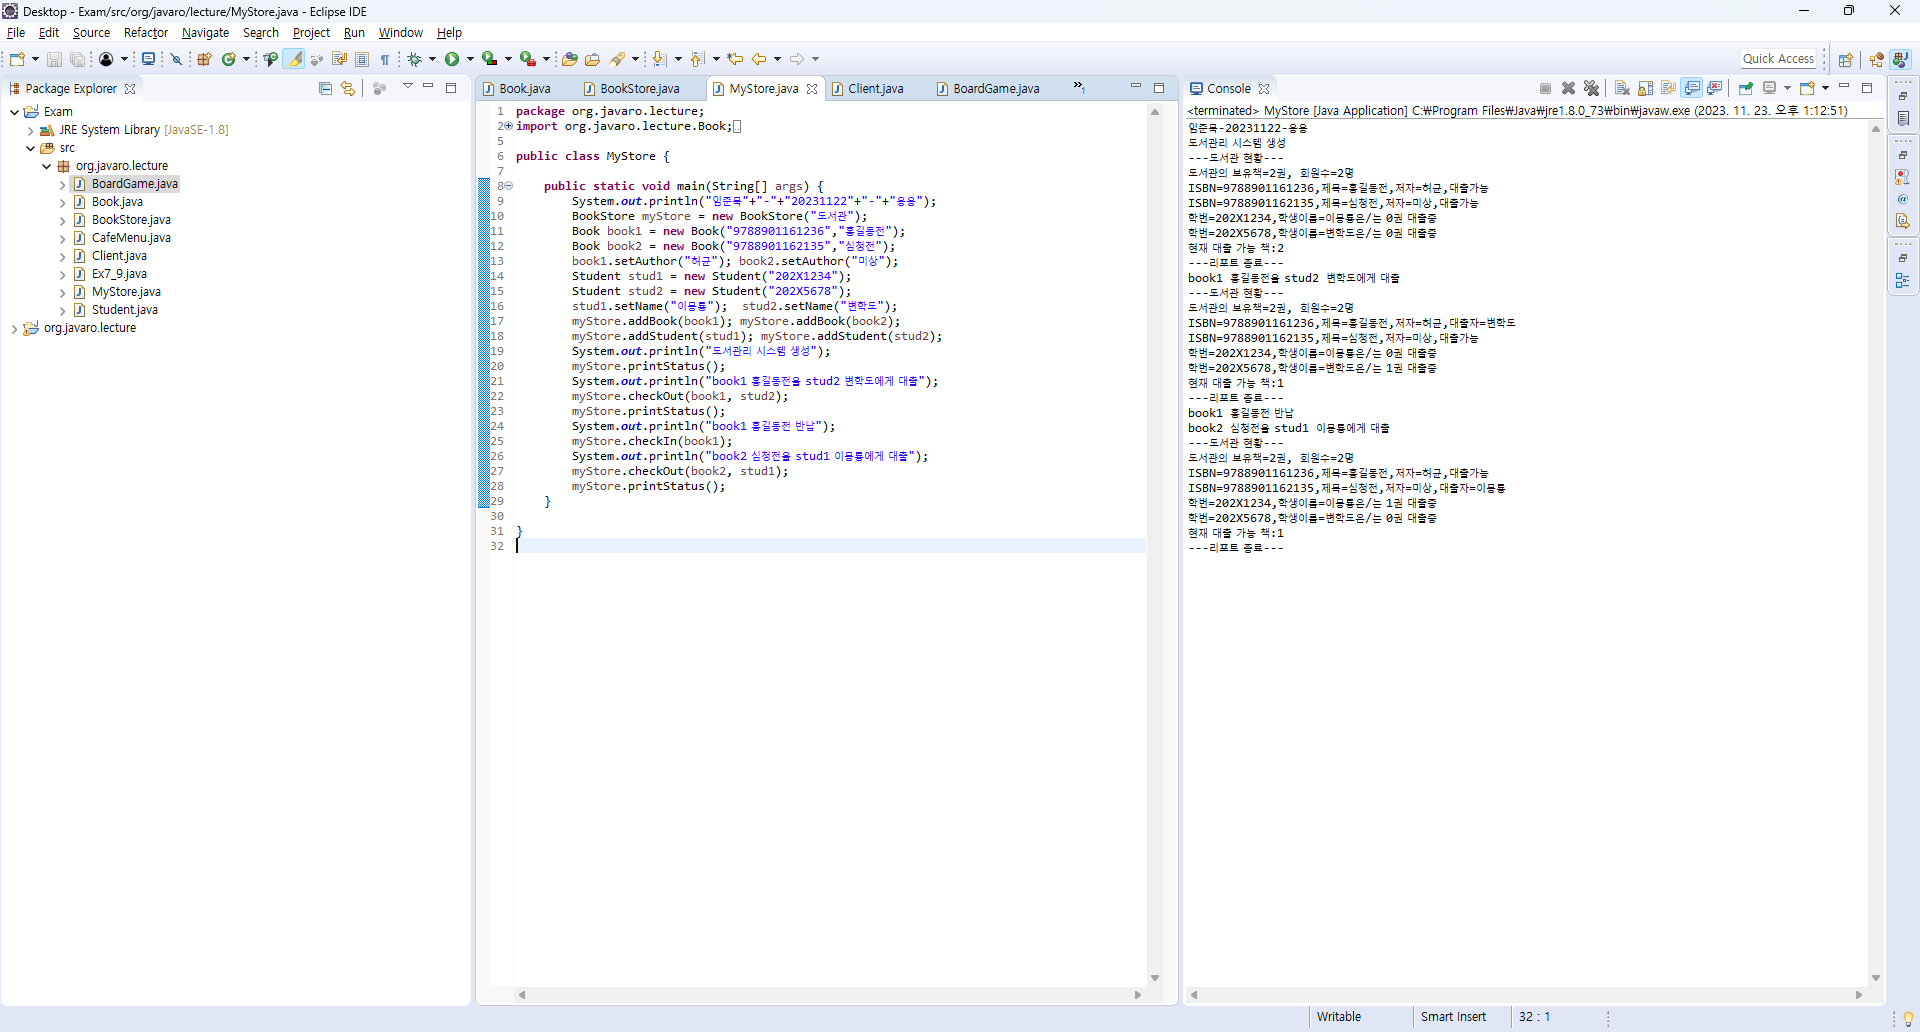 Desktop - Exam/src/org/javaro/lecture/MyStore.java - Eclipse IDE
File Edit Source Refactor Navigate Search Project Run Window Help
Quick Access
Package Explorer
Exam
JRE System Library [JavaSE-1.8]
src
org.javaro.lecture
BoardGame.java
Book.java
BookStore.java
CafeMenu.java
Client.java
Ex7_9.java
MyStore.java
Student.java
org.javaro.lecture
Book.java BookStore.java MyStore.java Client.java BoardGame.java »1
1 package org.javaro.lecture;
2 import org.javaro.lecture.Book;
5
6 public class MyStore {
7
8 public static void main(String[] args) {
9 System.out.println("임준묵"+"-"+"20231122"+"-"+"응용");
10 BookStore myStore = new BookStore("도서관");
11 Book book1 = new Book("9788901161236","홍길동전");
12 Book book2 = new Book("9788901162135","심청전");
13 book1.setAuthor("허균"); book2.setAuthor("미상");
14 Student stud1 = new Student("202X1234");
15 Student stud2 = new Student("202X5678");
16 stud1.setName("이몽룡"); stud2.setName("변학도");
17 myStore.addBook(book1); myStore.addBook(book2);
18 myStore.addStudent(stud1); myStore.addStudent(stud2);
19 System.out.println("도서관리 시스템 생성");
20 myStore.printStatus();
21 System.out.println("book1 홍길동전을 stud2 변학도에게 대출");
22 myStore.checkOut(book1, stud2);
23 myStore.printStatus();
24 System.out.println("book1 홍길동전 반납");
25 myStore.checkIn(book1);
26 System.out.println("book2 심청전을 stud1 이몽룡에게 대출");
27 myStore.checkOut(book2, stud1);
28 myStore.printStatus();
29 }
30
31 }
32
Console
<terminated> MyStore [Java Application] C:₩Program Files₩Java₩jre1.8.0_73₩bin₩javaw.exe (2023. 11. 23. 오후 1:12:51)
임준묵-20231122-응용
도서관리 시스템 생성
---도서관 현황---
도서관의 보유책=2권, 회원수=2명
ISBN=9788901161236,제목=홍길동전,저자=허균,대출가능
ISBN=9788901162135,제목=심청전,저자=미상,대출가능
학번=202X1234,학생이름=이몽룡은/는 0권 대출중
학번=202X5678,학생이름=변학도은/는 0권 대출중
현재 대출 가능 책:2
---리포트 종료---
book1 홍길동전을 stud2 변학도에게 대출
---도서관 현황---
도서관의 보유책=2권, 회원수=2명
ISBN=9788901161236,제목=홍길동전,저자=허균,대출자=변학도
ISBN=9788901162135,제목=심청전,저자=미상,대출가능
학번=202X1234,학생이름=이몽룡은/는 0권 대출중
학번=202X5678,학생이름=변학도은/는 1권 대출중
현재 대출 가능 책:1
---리포트 종료---
book1 홍길동전 반납
book2 심청전을 stud1 이몽룡에게 대출
---도서관 현황---
도서관의 보유책=2권, 회원수=2명
ISBN=9788901161236,제목=홍길동전,저자=허균,대출가능
ISBN=9788901162135,제목=심청전,저자=미상,대출자=이몽룡
학번=202X1234,학생이름=이몽룡은/는 1권 대출중
학번=202X5678,학생이름=변학도은/는 0권 대출중
현재 대출 가능 책:1
---리포트 종료---
Writable Smart Insert 32 : 1